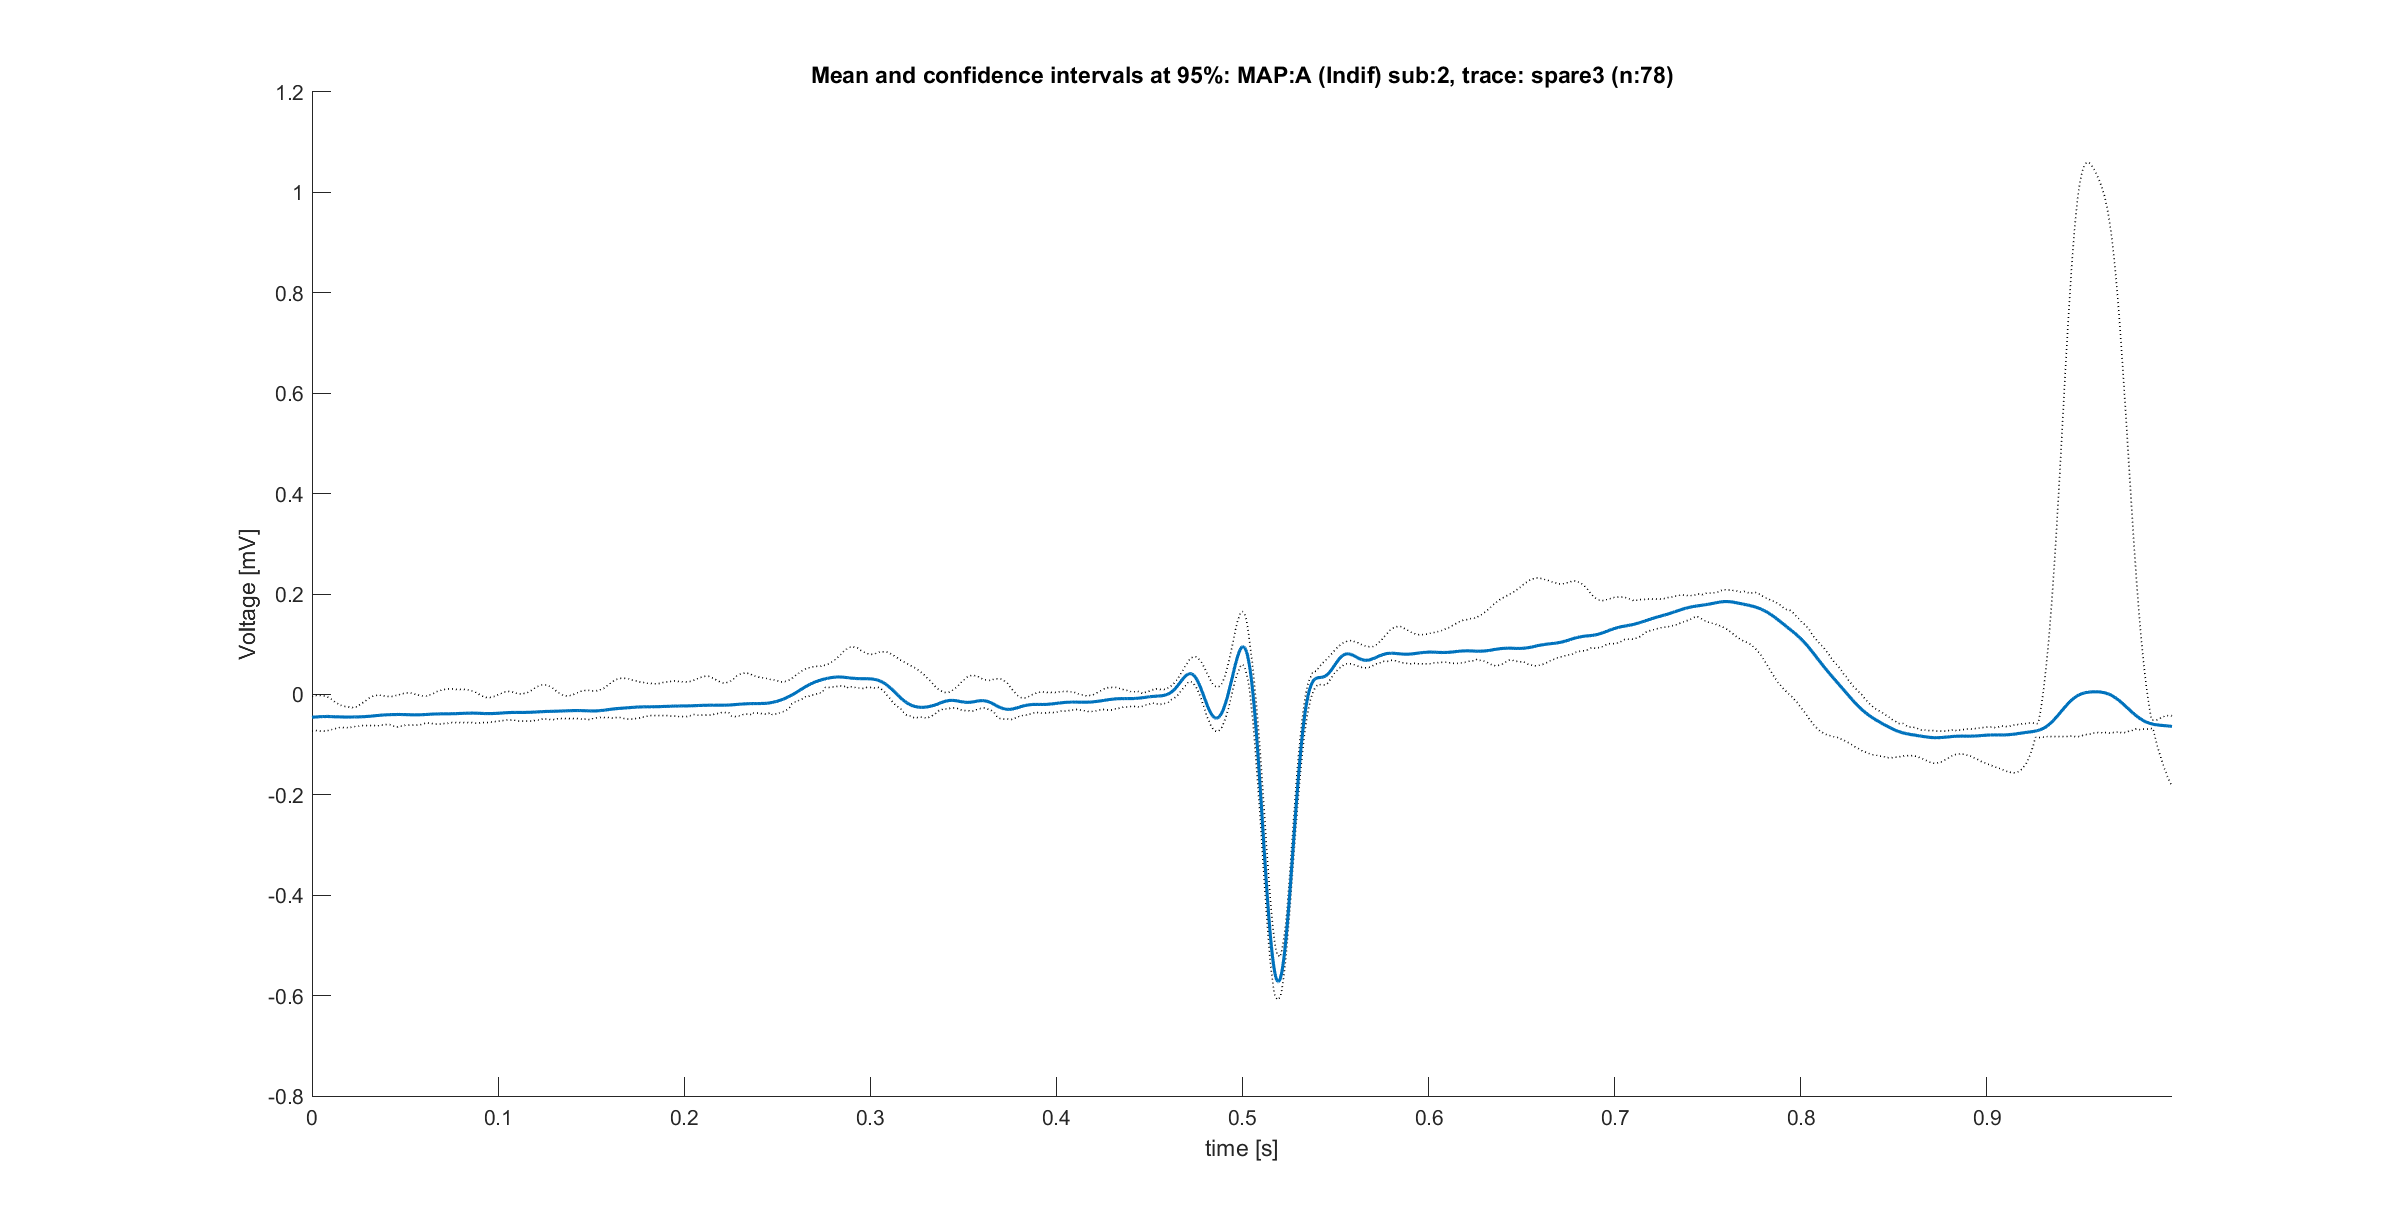 Mean and confidence intervals at 95%: MAP:A (Indif) sub:2, trace: spare3 (n:78)
1.2
1
0.8
0.6
0.4
0.2
0
-0.2
-0.4
-0.6
-0.8
Voltage [mV]
0 0.1 0.2 0.3 0.4 0.5 0.6 0.7 0.8 0.9
time [s]